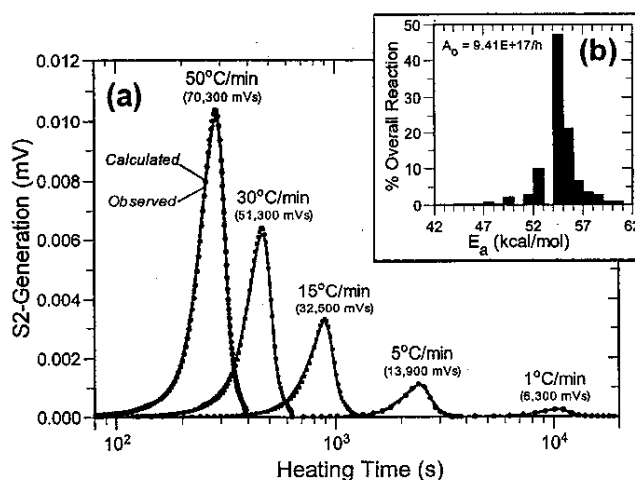 (a)
50°C/min
(70,300 mVs)
Calculated
Observed
30°C/min
(51,300 mVs)
15°C/min
(32,500 mVs)
5°C/min
(13,900 mVs)
1°C/min
(6,300 mVs)
S2-Generation (mV)
0.012
0.010
0.008
0.006
0.004
0.002
0.000
10²
10³
10⁴
Heating Time (s)
(b)
A₀ = 9.41E+17/h
% Overall Reaction
50
40
30
20
10
0
42
47
52
57
62
Eₐ (kcal/mol)